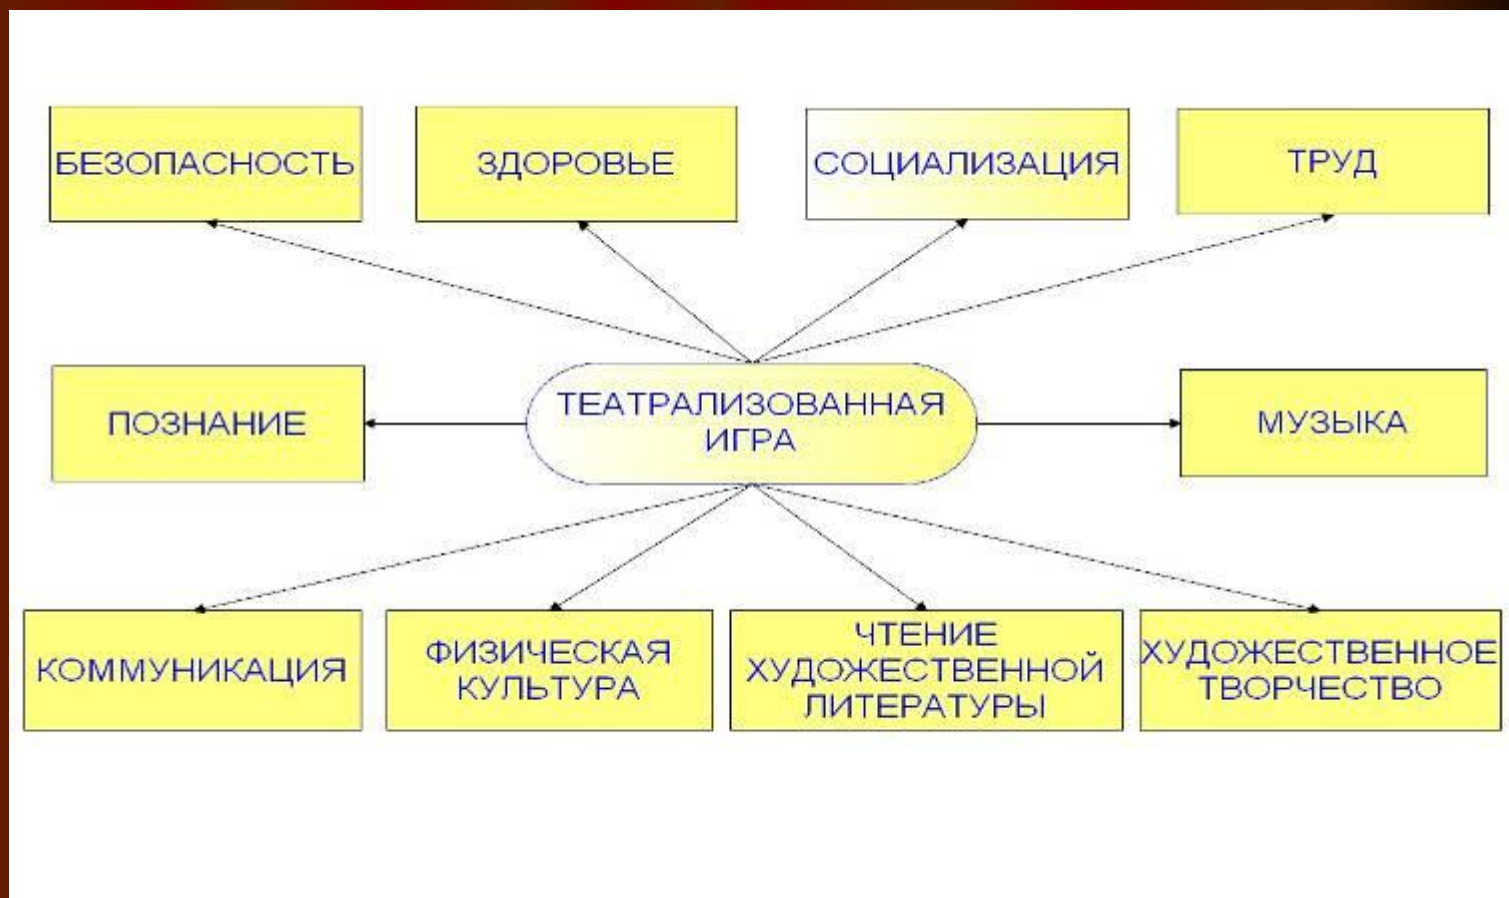 БЕЗОПАСНОСТЬ
ЗДОРОВЬЕ
СОЦИАЛИЗАЦИЯ
ТРУД
ПОЗНАНИЕ
ТЕАТРАЛИЗОВАННАЯ
ИГРА
МУЗЫКА
КОММУНИКАЦИЯ
ФИЗИЧЕСКАЯ
КУЛЬТУРА
ЧТЕНИЕ
ХУДОЖЕСТВЕННОЙ
ЛИТЕРАТУРЫ
ХУДОЖЕСТВЕННОЕ
ТВОРЧЕСТВО